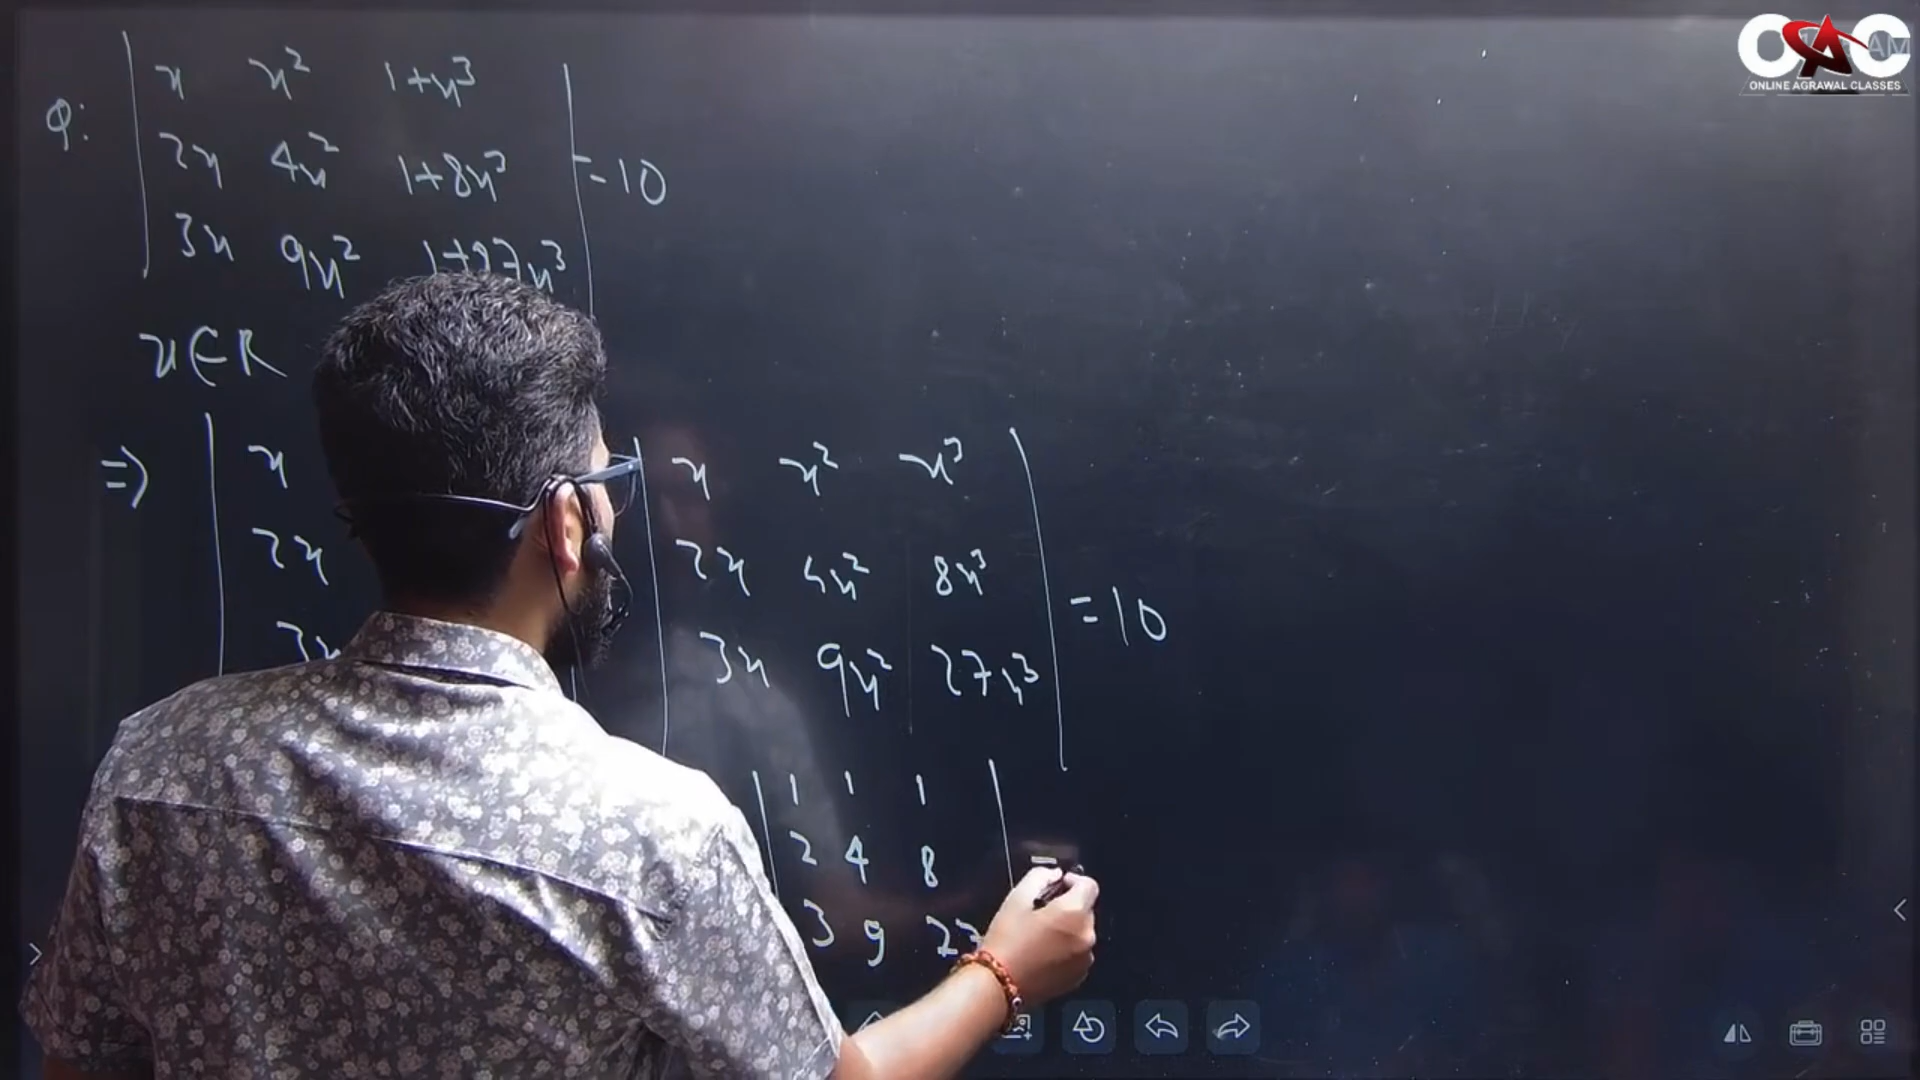 Q: | x x² 1+x³ |
| 2x 4x² 1+8x³ | = 10
| 3x 9x² 1+27x³ |
x ∈ R
⇒ | x | x x² x³ |
| 2x | 2x 4x² 8x³ | = 10
| 3x | 3x 9x² 27x³ |
| 1 1 1 |
| 2 4 8 | =
3 9 27
OAC
ONLINE AGRAWAL CLASSES